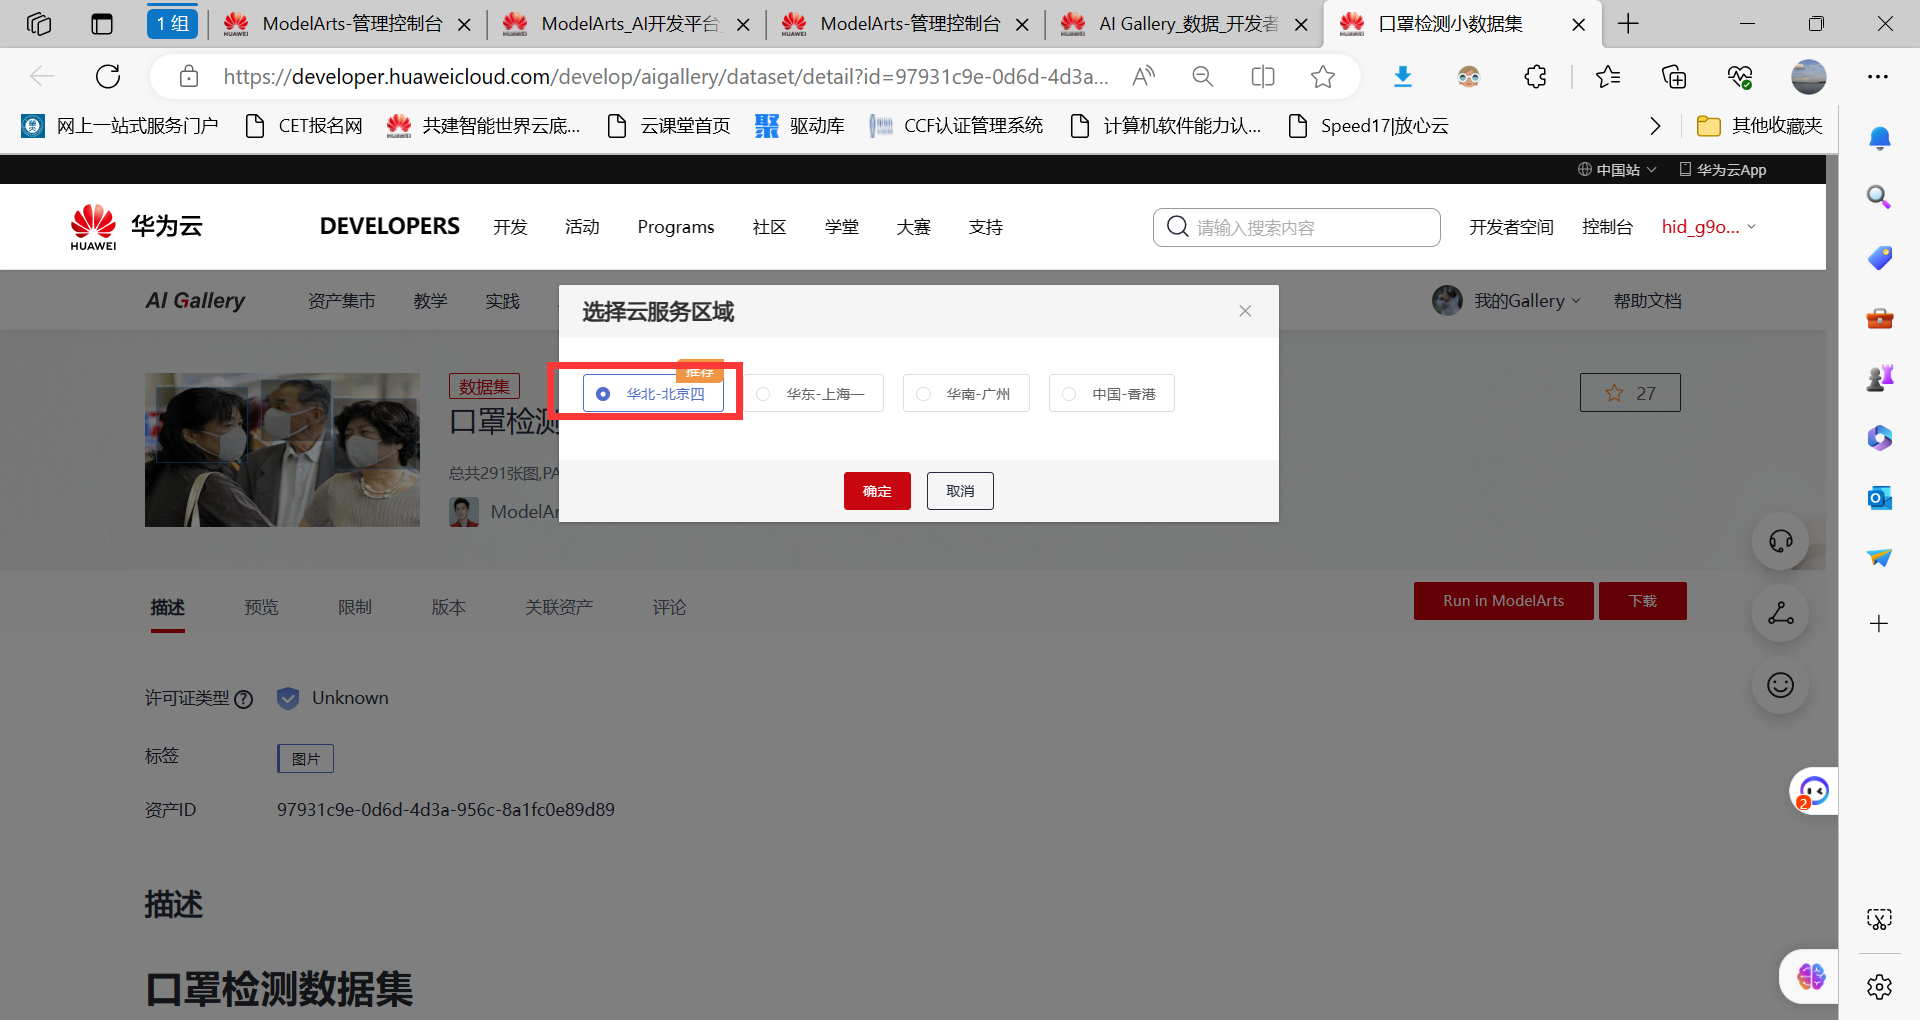 1 组
ModelArts-管理控制台
ModelArts_AI开发平台
ModelArts-管理控制台
AI Gallery_数据_开发者
口罩检测小数据集
https://developer.huaweicloud.com/develop/aigallery/dataset/detail?id=97931c9e-0d6d-4d3a...
网上一站式服务门户
CET报名网
共建智能世界云底...
云课堂首页
驱动库
CCF认证管理系统
计算机软件能力认...
Speed17|放心云
其他收藏夹
中国站
华为云App
HUAWEI
华为云
DEVELOPERS
开发
活动
Programs
社区
学堂
大赛
支持
请输入搜索内容
开发者空间
控制台
hid_g9o...
AI Gallery
资产集市
教学
实践
我的Gallery
帮助文档
选择云服务区域
推荐
华北-北京四
华东-上海一
华南-广州
中国-香港
确定
取消
数据集
口罩检测
总共291张图,PA
ModelAr
27
描述
预览
限制
版本
关联资产
评论
Run in ModelArts
下载
许可证类型
Unknown
标签
图片
资产ID
97931c9e-0d6d-4d3a-956c-8a1fc0e89d89
2
描述
口罩检测数据集